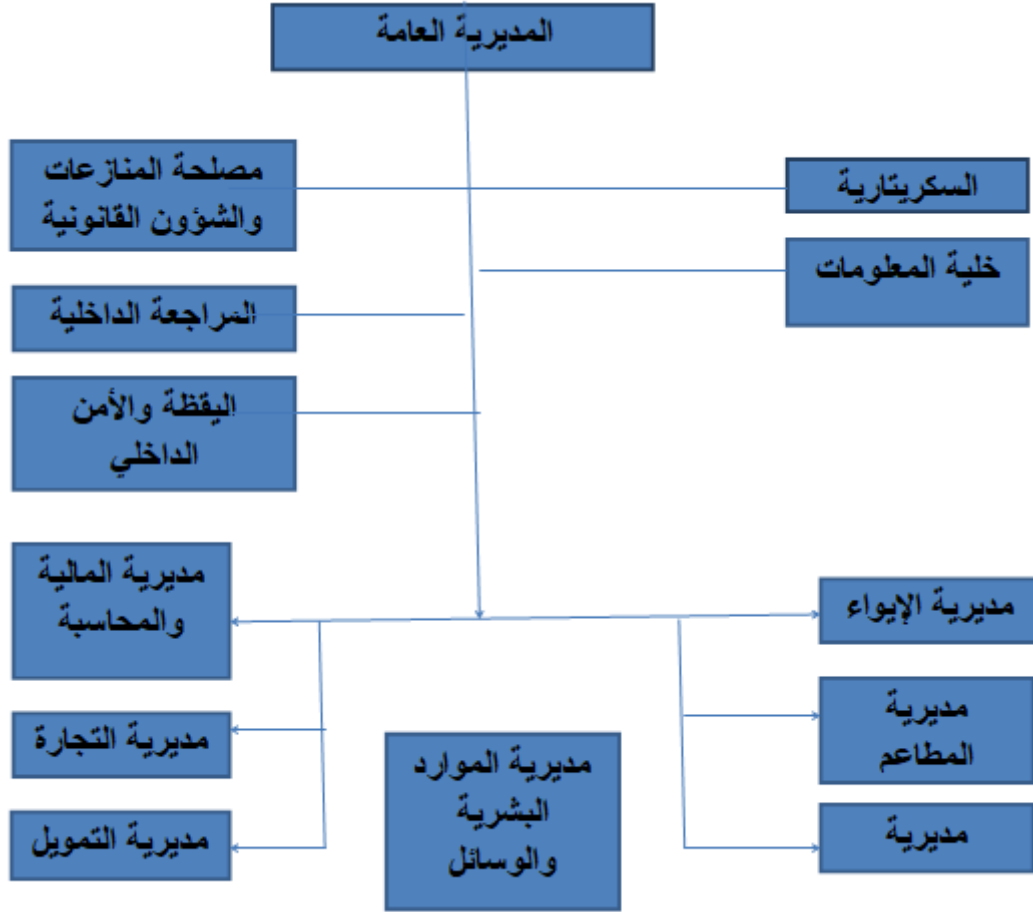 المديرية العامة
السكريتارية
مصلحة المنازعات
والشؤون القانونية
خلية المعلومات
المراجعة الداخلية
اليقظة والأمن
الداخلي
مديرية الإيواء
مديرية المالية
والمحاسبة
مديرية
المطاعم
مديرية التجارة
مديرية الموارد
البشرية
والوسائل
مديرية
مديرية التمويل